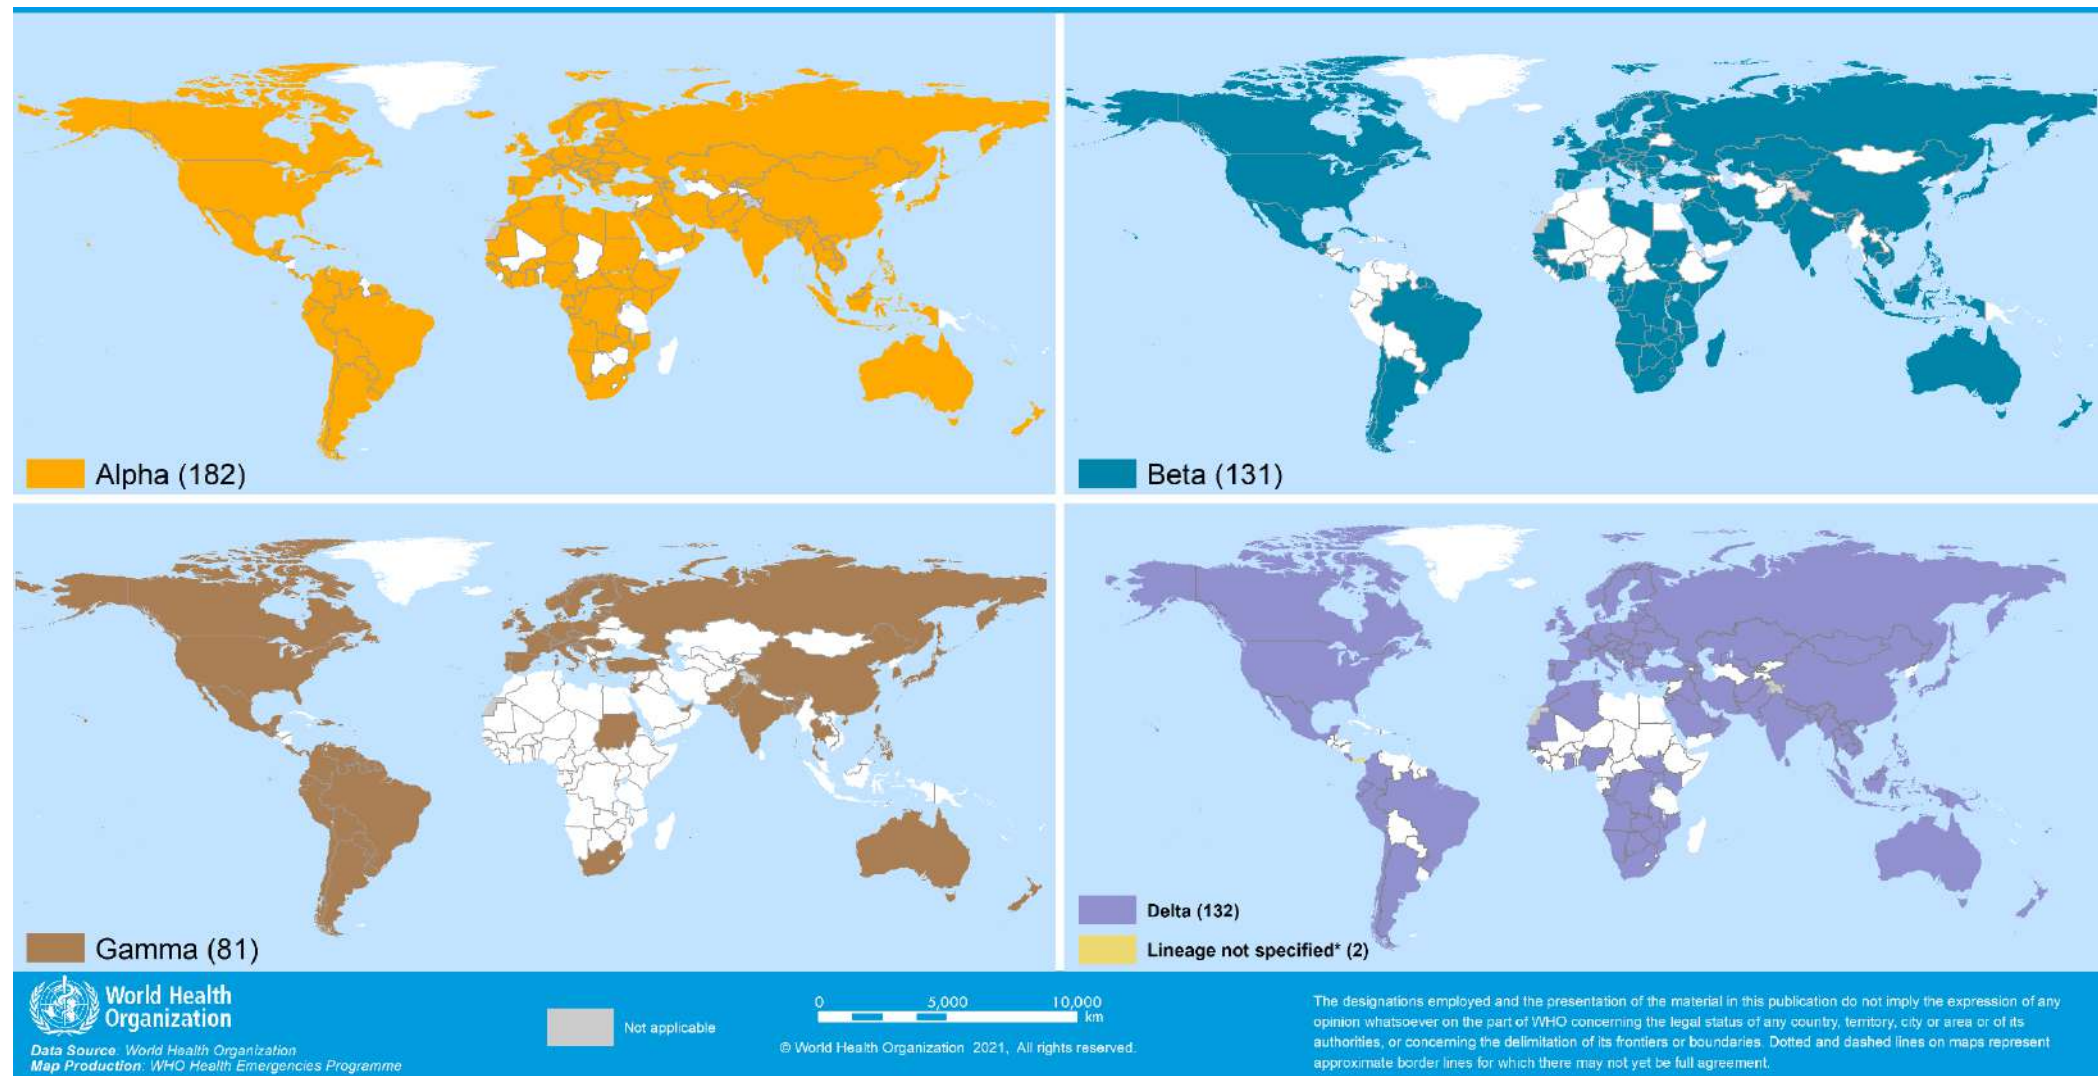 Alpha (182)
Beta (131)
Gamma (81)
Delta (132)
Lineage not specified* (2)
World Health
Organization
Data Source: World Health Organization
Map Production: WHO Health Emergencies Programme
Not applicable
0 5,000 10,000
km
© World Health Organization 2021, All rights reserved.
The designations employed and the presentation of the material in this publication do not imply the expression of any
opinion whatsoever on the part of WHO concerning the legal status of any country, territory, city or area or of its
authorities, or concerning the delimitation of its frontiers or boundaries. Dotted and dashed lines on maps represent
approximate border lines for which there may not yet be full agreement.